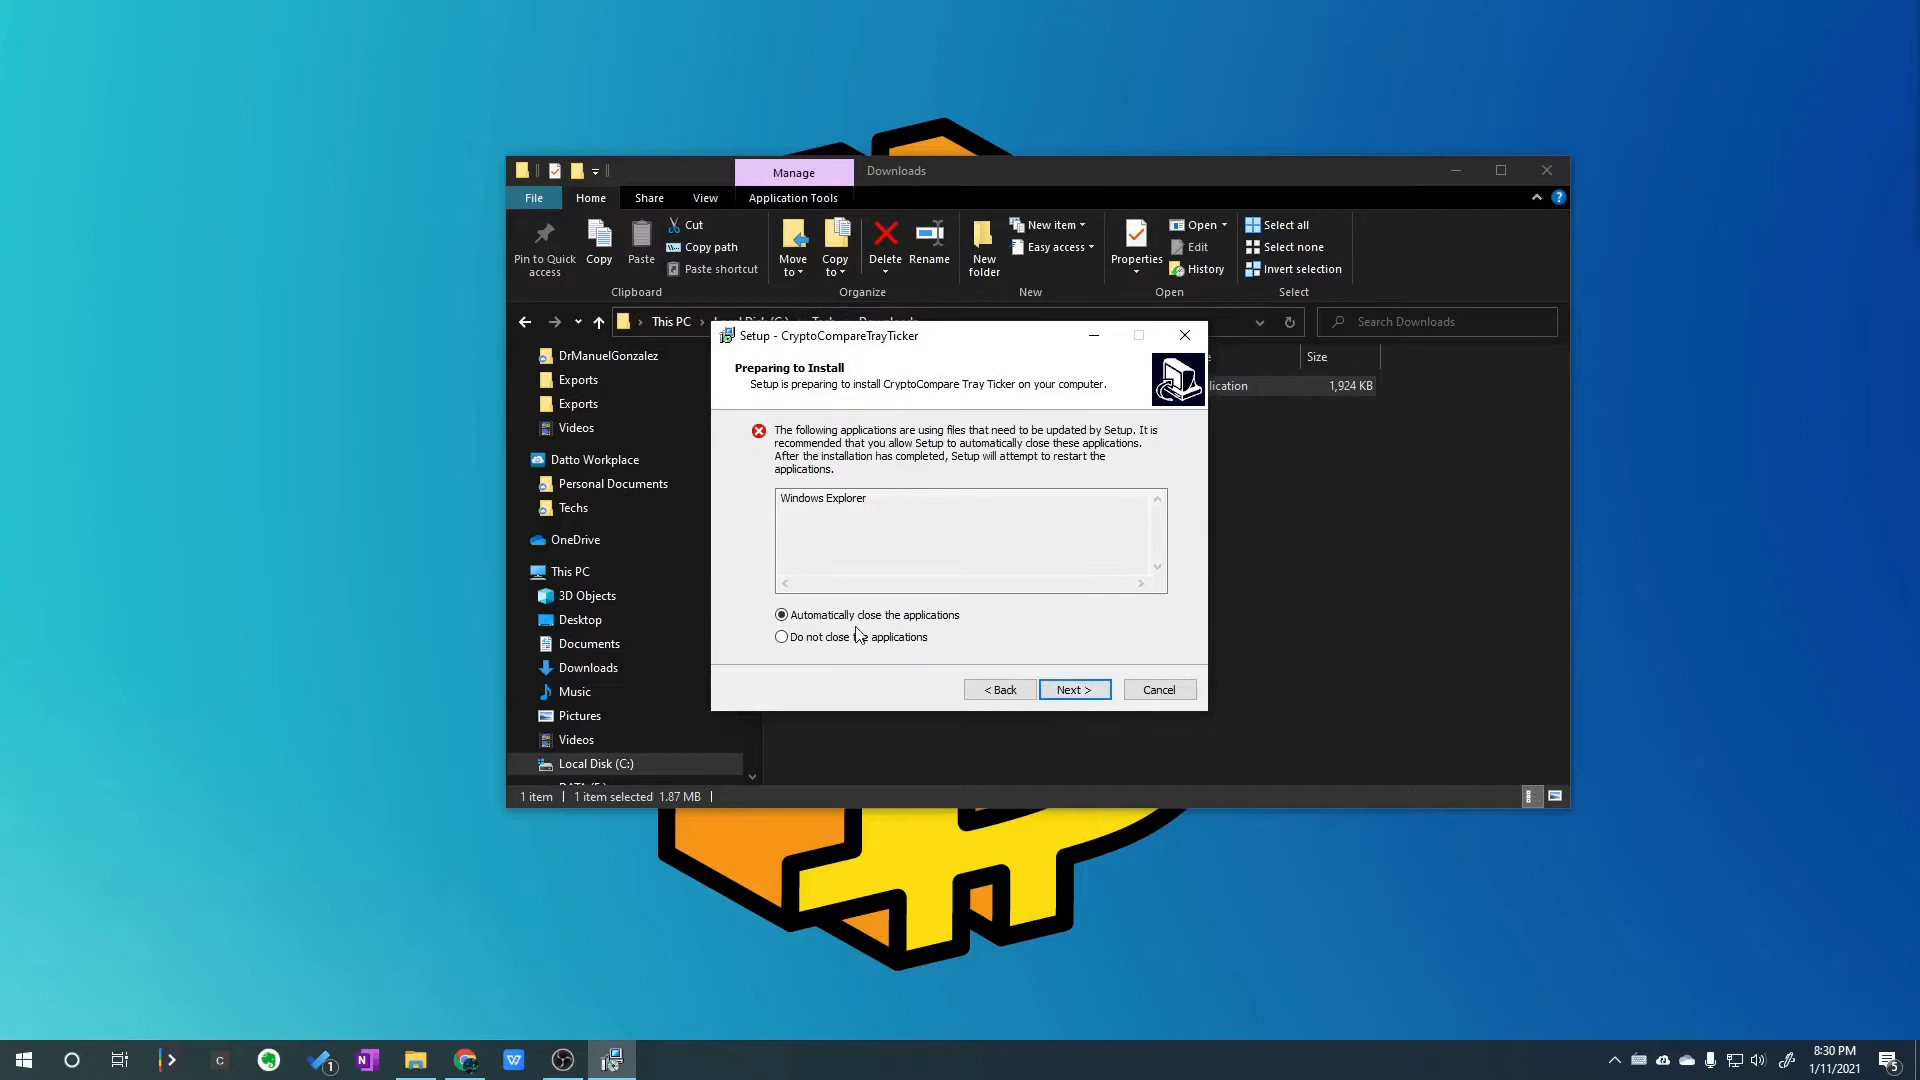 Manage
Downloads
File
Home
Share
View
Application Tools
Pin to Quick access
Copy
Paste
Cut
Copy path
Paste shortcut
Move to
Copy to
Delete
Rename
New folder
New item
Easy access
Properties
Open
Edit
History
Select all
Select none
Invert selection
Clipboard
Organize
New
Open
Select
This PC
Search Downloads
Setup - CryptoCompareTrayTicker
Preparing to Install
Setup is preparing to install CryptoCompare Tray Ticker on your computer.
The following applications are using files that need to be updated by Setup. It is
recommended that you allow Setup to automatically close these applications.
After the installation has completed, Setup will attempt to restart the
applications.
Windows Explorer
Automatically close the applications
Do not close the applications
< Back
Next >
Cancel
Size
1,924 KB
DrManuelGonzalez
Exports
Exports
Videos
Datto Workplace
Personal Documents
Techs
OneDrive
This PC
3D Objects
Desktop
Documents
Downloads
Music
Pictures
Videos
Local Disk (C:)
1 item
1 item selected 1.87 MB
C
1
8:30 PM
1/11/2021
5